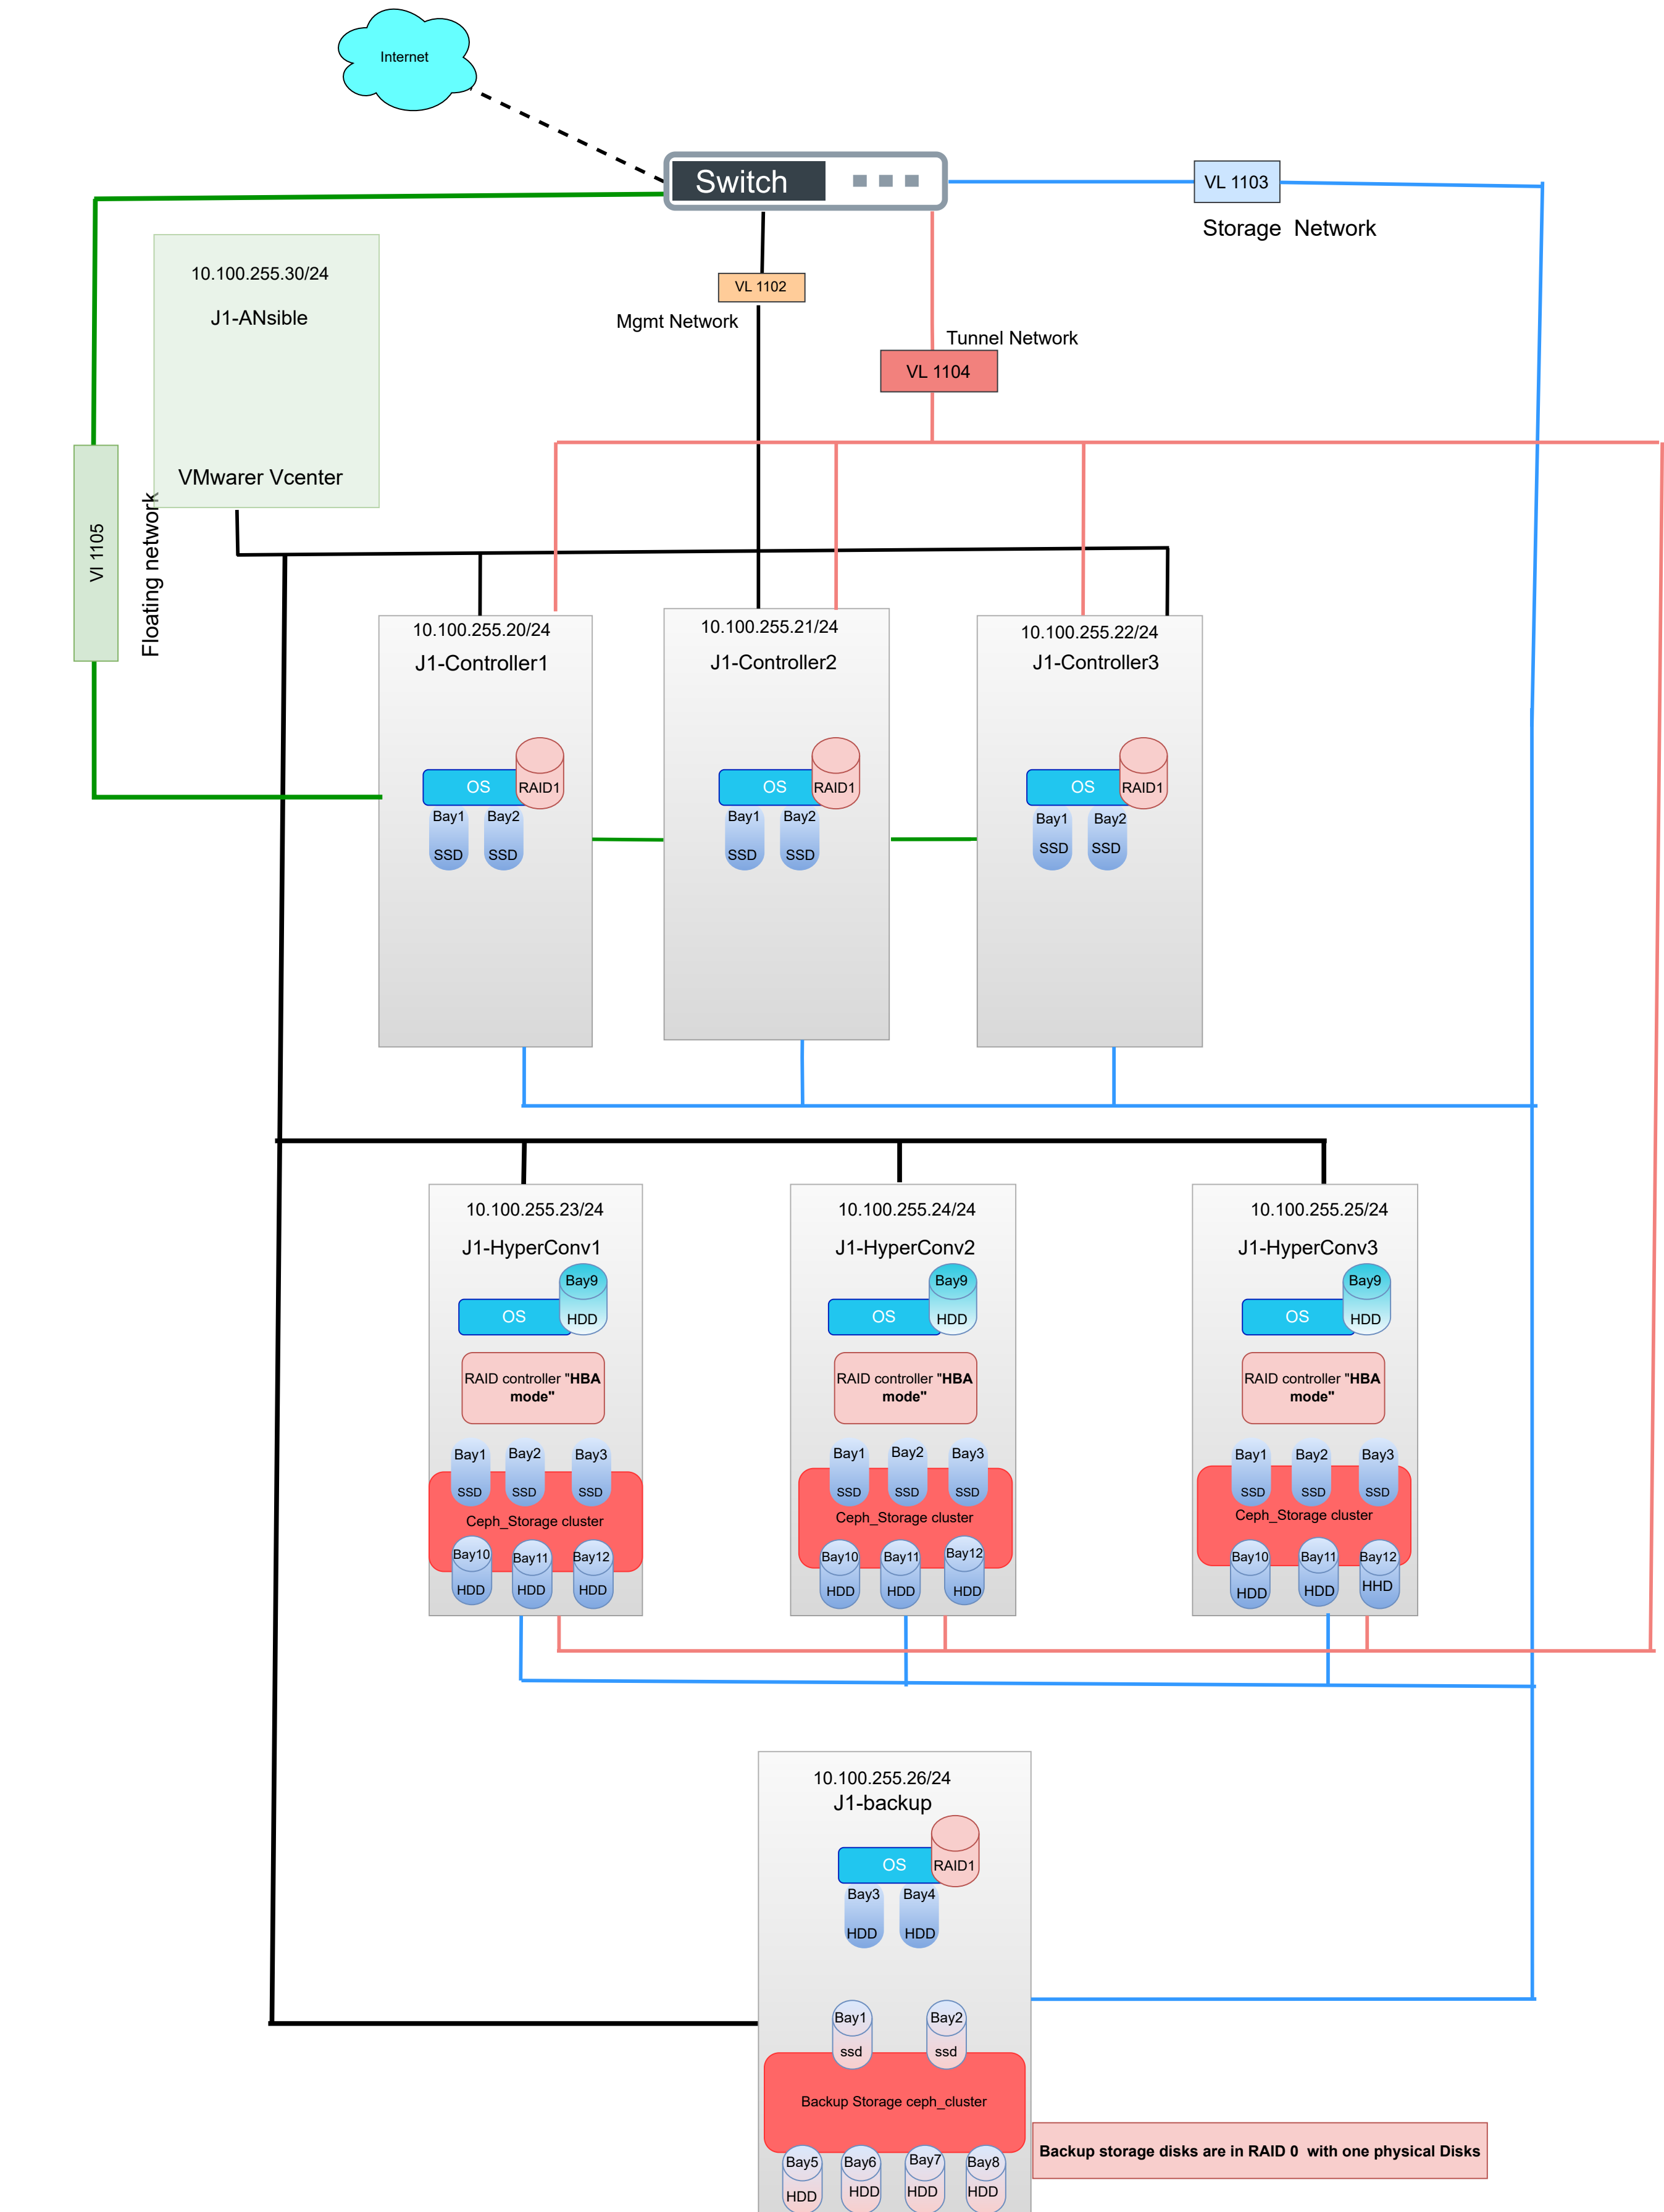 Internet
Switch
VL 1103
Storage  Network
10.100.255.30/24
J1-ANsible
VMwarer Vcenter
VL 1102
Mgmt Network
Tunnel Network
VL 1104
Vl 1105
Floating network
10.100.255.20/24
J1-Controller1
OS
RAID1
Bay1
Bay2
SSD
SSD
10.100.255.21/24
J1-Controller2
OS
RAID1
Bay1
Bay2
SSD
SSD
10.100.255.22/24
J1-Controller3
OS
RAID1
Bay1
Bay2
SSD
SSD
10.100.255.23/24
J1-HyperConv1
Bay9
OS
HDD
RAID controller "HBA
mode"
Bay1
Bay2
Bay3
SSD
SSD
SSD
Ceph_Storage cluster
Bay10
Bay11
Bay12
HDD
HDD
HDD
10.100.255.24/24
J1-HyperConv2
Bay9
OS
HDD
RAID controller "HBA
mode"
Bay1
Bay2
Bay3
SSD
SSD
SSD
Ceph_Storage cluster
Bay10
Bay11
Bay12
HDD
HDD
HDD
10.100.255.25/24
J1-HyperConv3
Bay9
OS
HDD
RAID controller "HBA
mode"
Bay1
Bay2
Bay3
SSD
SSD
SSD
Ceph_Storage cluster
Bay10
Bay11
Bay12
HDD
HDD
HHD
10.100.255.26/24
J1-backup
OS
RAID1
Bay3
Bay4
HDD
HDD
Bay1
Bay2
ssd
ssd
Backup Storage ceph_cluster
Bay5
Bay6
Bay7
Bay8
HDD
HDD
HDD
HDD
Backup storage disks are in RAID 0  with one physical Disks